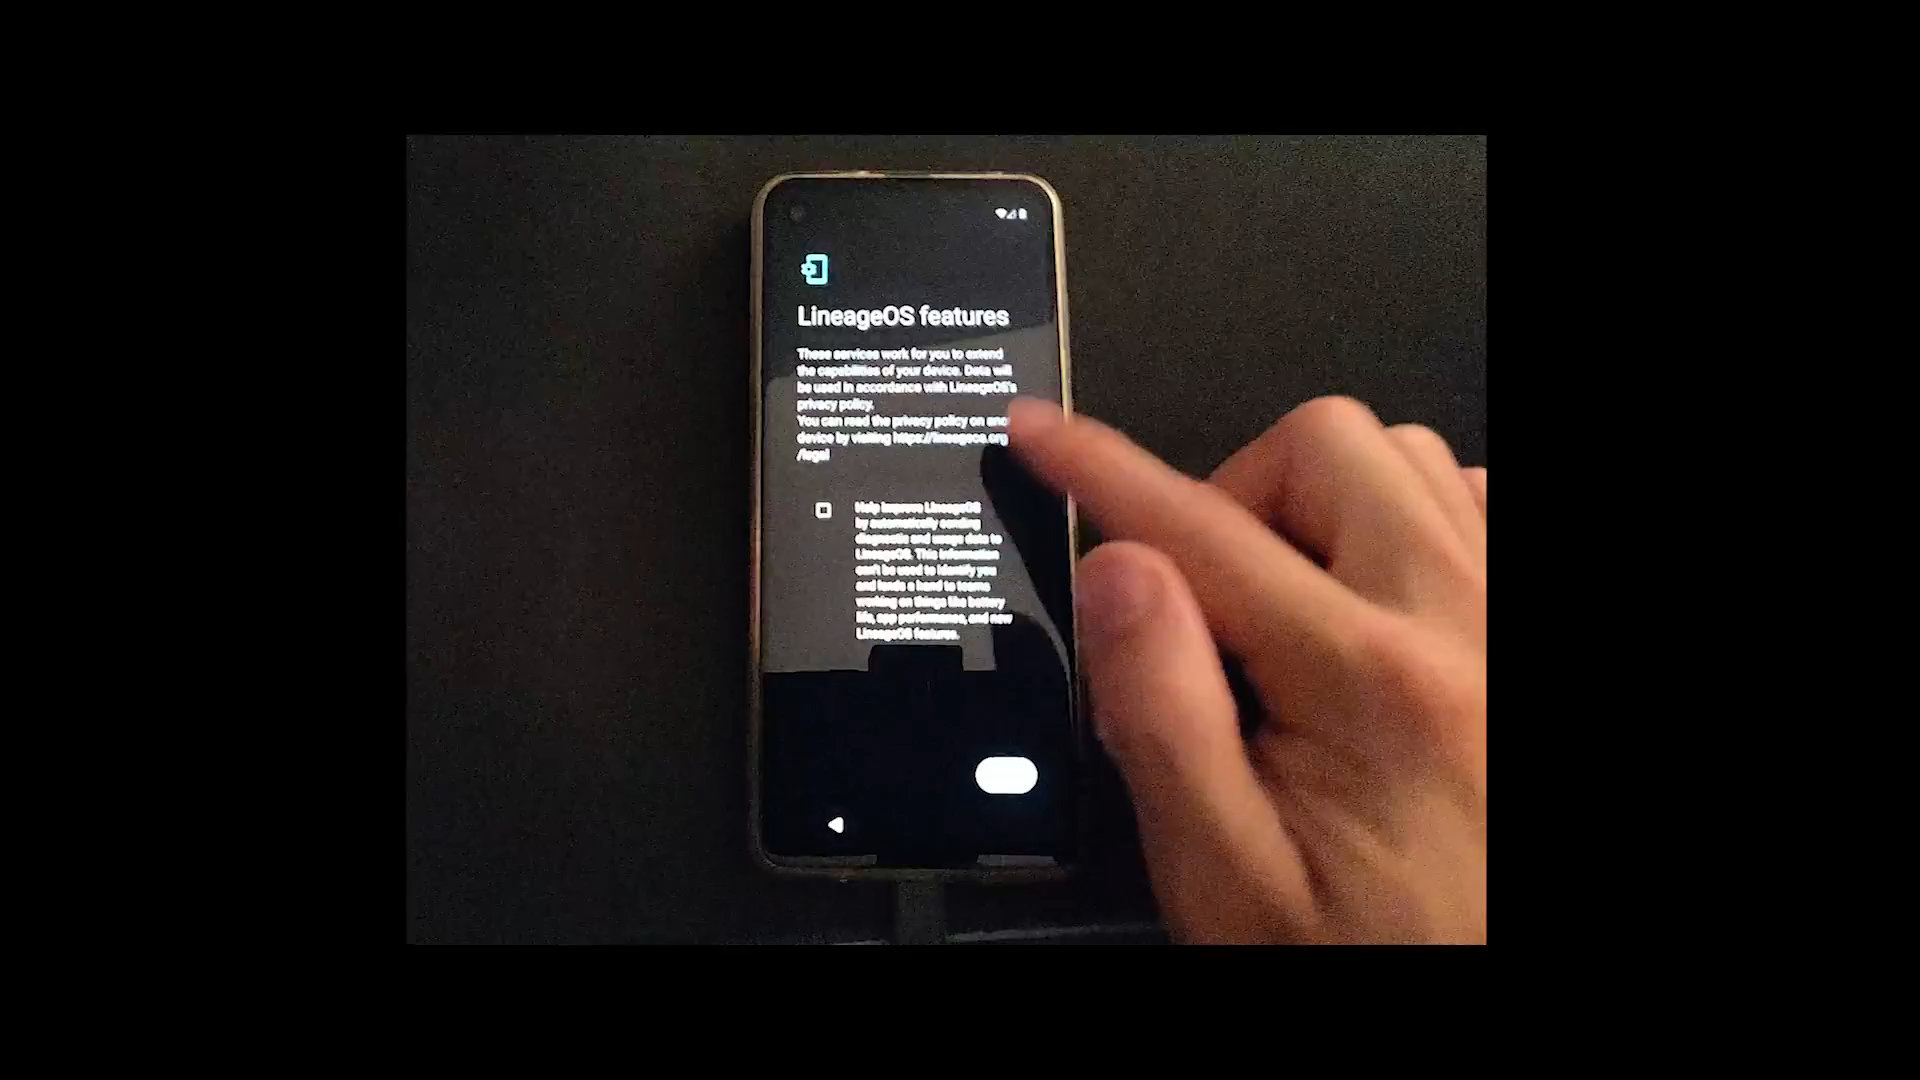 LineageOS features
These services work for you to extend
the capabilities of your device. Data will
be used in accordance with LineageOS's
privacy policy.
You can read the privacy policy on
device by visiting https://lineageos.org
/legal
Help improve LineageOS
by automatically sending
diagnostic and usage data to
LineageOS. This information
can't be used to identify you
and lends a hand to teams
working on things like battery
life, app performance, and new
LineageOS features.